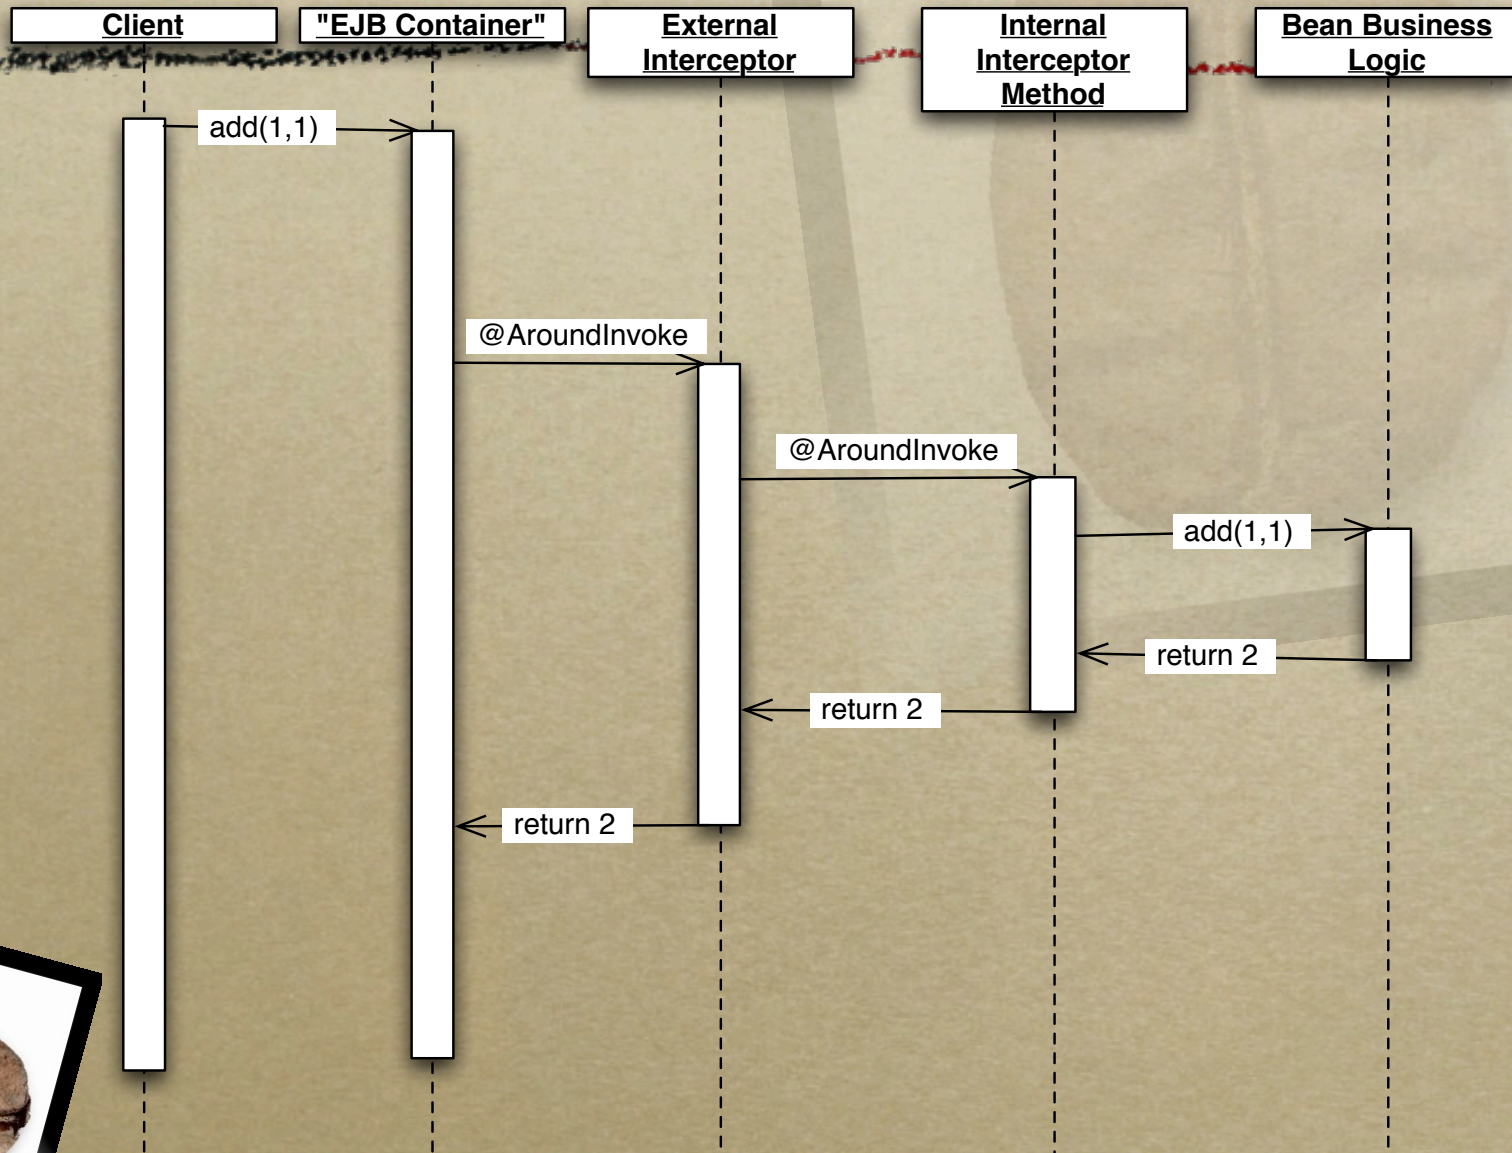 Client
"EJB Container"
External
Interceptor
Internal
Interceptor
Method
Bean Business
Logic
add(1,1)
@AroundInvoke
@AroundInvoke
add(1,1)
return 2
return 2
return 2